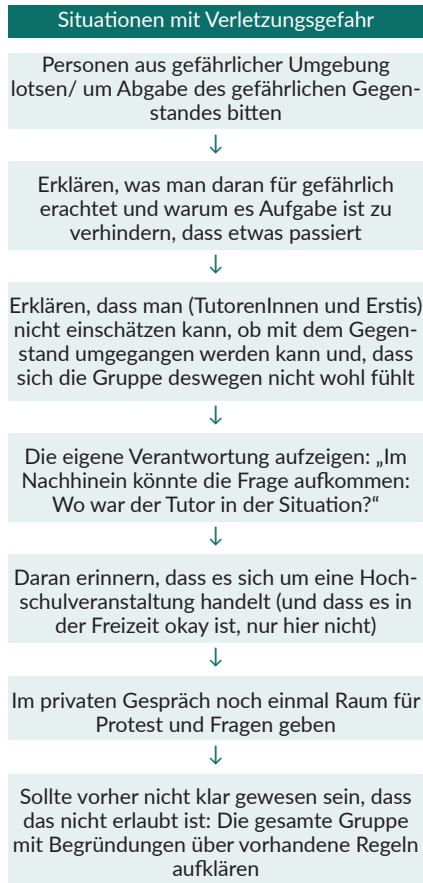 Situationen mit Verletzungsgefahr
Personen aus gefährlicher Umgebung
lotsen/ um Abgabe des gefährlichen Gegen-
standes bitten
↓
Erklären, was man daran für gefährlich
erachtet und warum es Aufgabe ist zu
verhindern, dass etwas passiert
↓
Erklären, dass man (TutorenInnen und Erstis)
nicht einschätzen kann, ob mit dem Gegen-
stand umgegangen werden kann und, dass
sich die Gruppe deswegen nicht wohl fühlt
↓
Die eigene Verantwortung aufzeigen: „Im
Nachhinein könnte die Frage aufkommen:
Wo war der Tutor in der Situation?“
↓
Daran erinnern, dass es sich um eine Hoch-
schulveranstaltung handelt (und dass es in
der Freizeit okay ist, nur hier nicht)
↓
Im privaten Gespräch noch einmal Raum für
Protest und Fragen geben
↓
Sollte vorher nicht klar gewesen sein, dass
das nicht erlaubt ist: Die gesamte Gruppe
mit Begründungen über vorhandene Regeln
aufklären